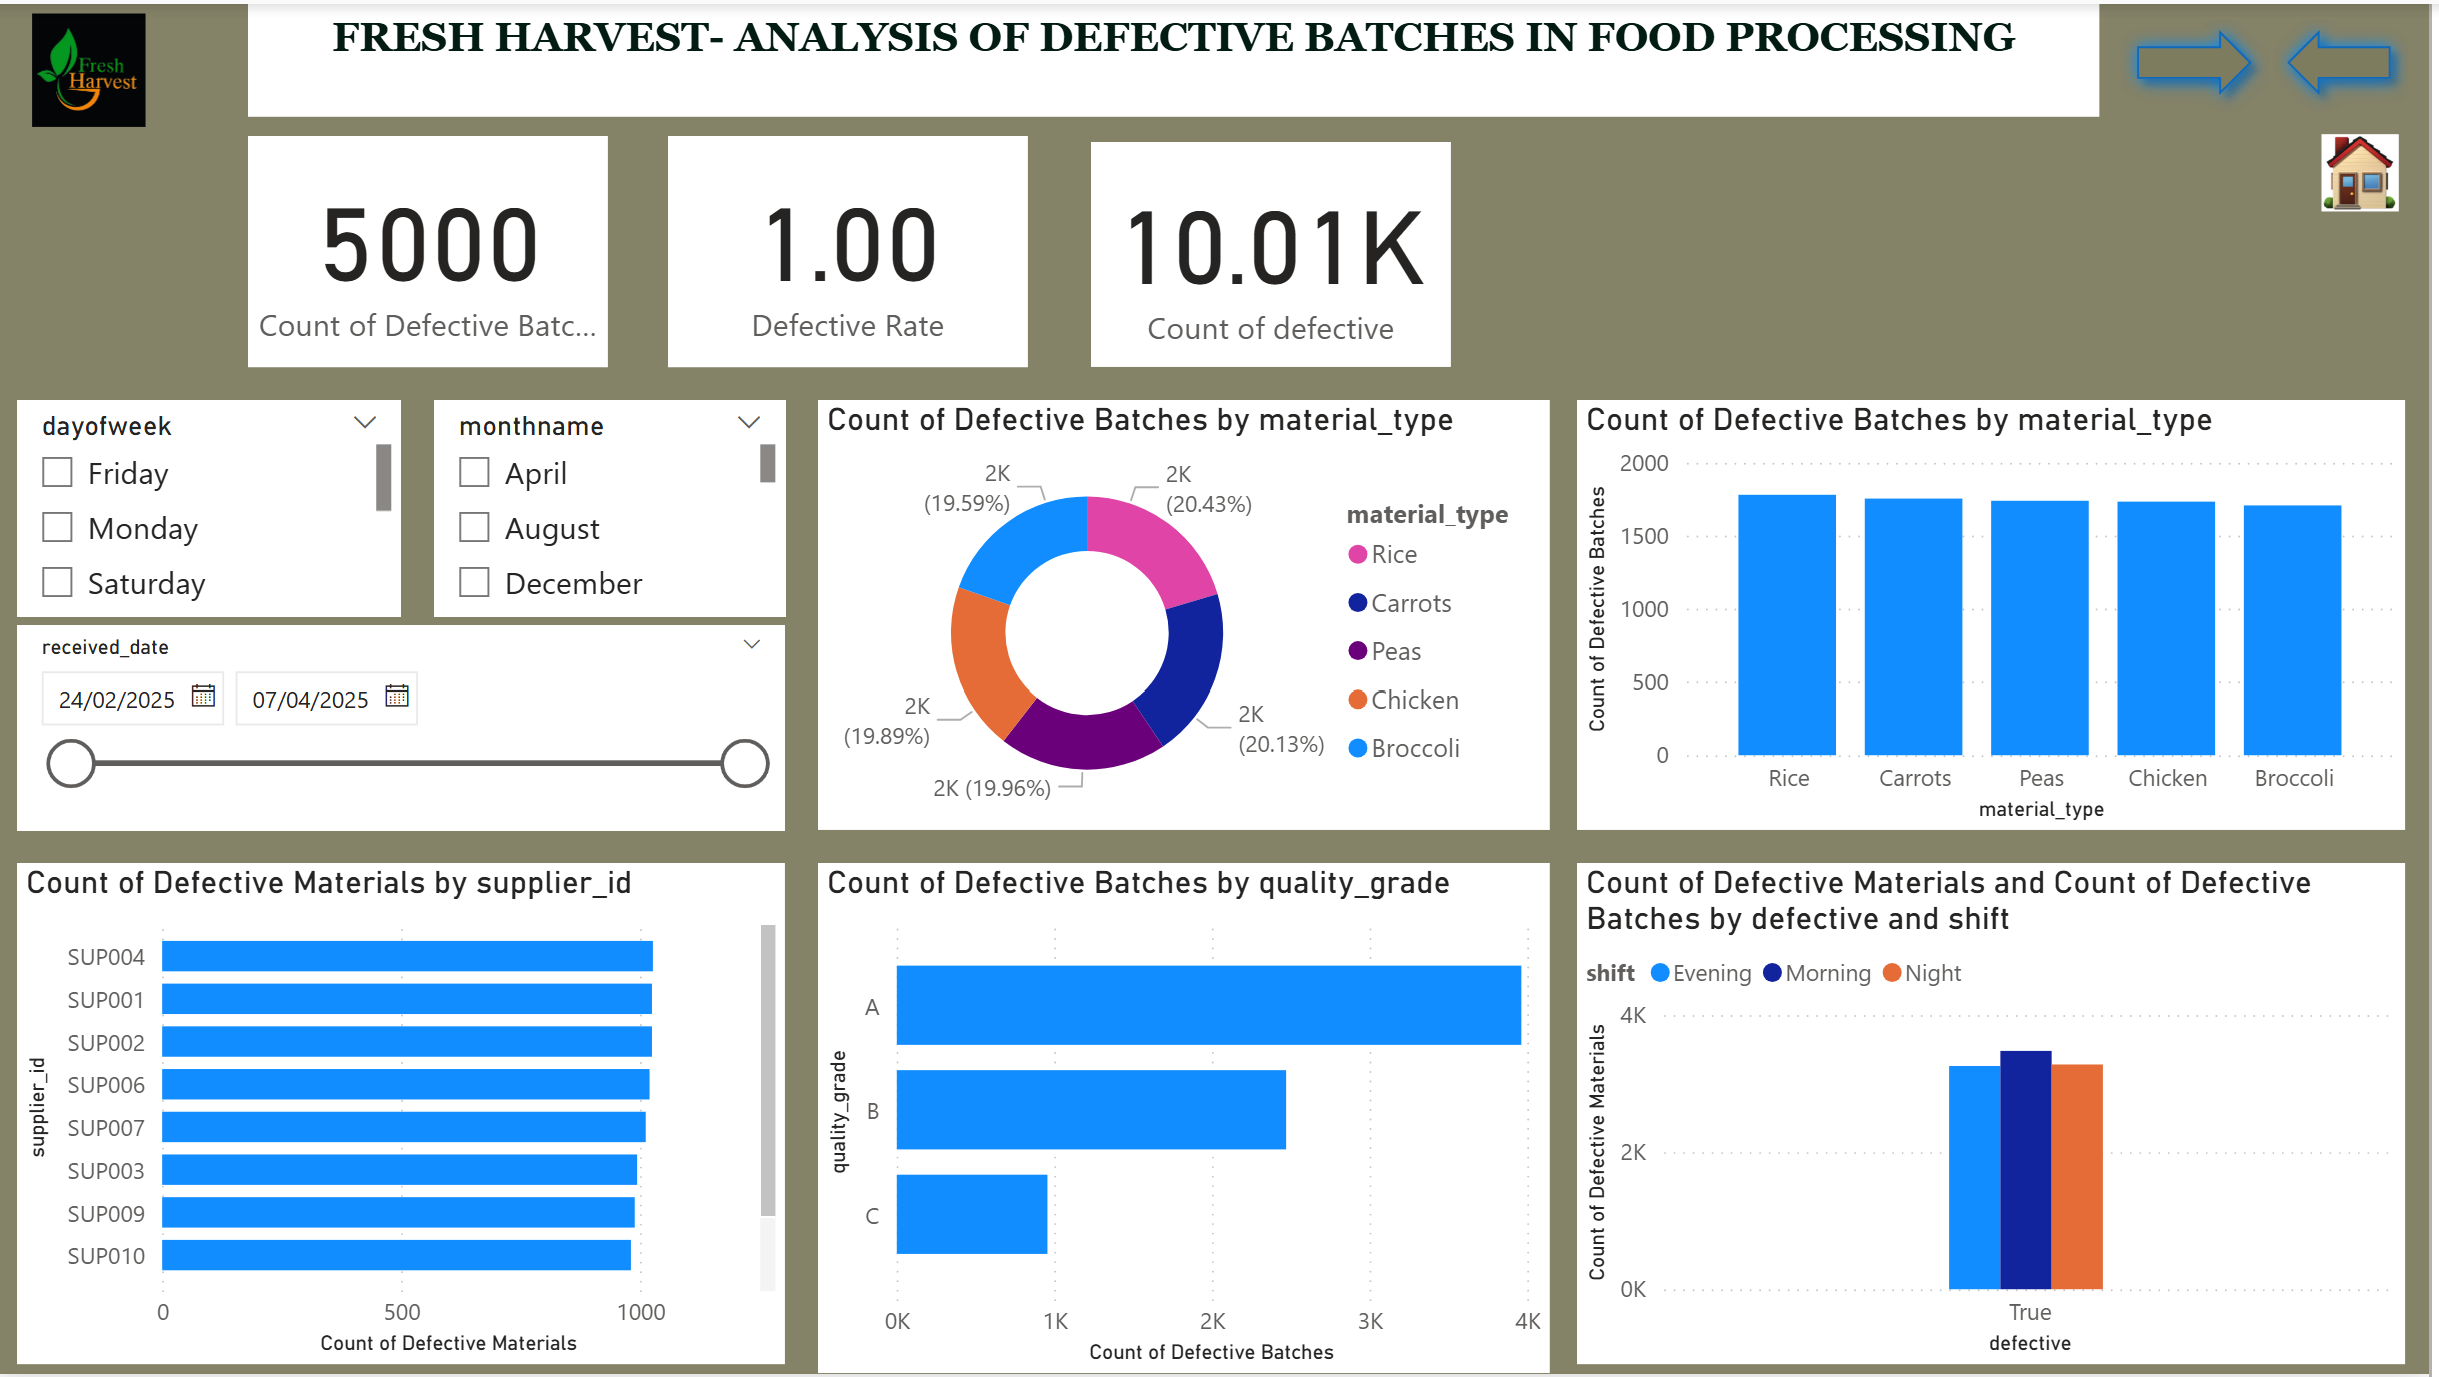 Fresh
Harvest
FRESH HARVEST- ANALYSIS OF DEFECTIVE BATCHES IN FOOD PROCESSING
5000
Count of Defective Batc...
1.00
Defective Rate
10.01K
Count of defective
dayofweek
Friday
Monday
Saturday
monthname
April
August
December
received_date
24/02/2025
07/04/2025
Count of Defective Batches by material_type
2K
(19.59%)
2K
(20.43%)
2K
(19.89%)
2K
(20.13%)
2K (19.96%)
material_type
Rice
Carrots
Peas
Chicken
Broccoli
Count of Defective Batches by material_type
Count of Defective Batches
2000
1500
1000
500
0
Rice
Carrots
Peas
Chicken
Broccoli
material_type
Count of Defective Materials by supplier_id
supplier_id
SUP004
SUP001
SUP002
SUP006
SUP007
SUP003
SUP009
SUP010
0
500
1000
Count of Defective Materials
Count of Defective Batches by quality_grade
quality_grade
A
B
C
0K
1K
2K
3K
4K
Count of Defective Batches
Count of Defective Materials and Count of Defective
Batches by defective and shift
shift Evening Morning Night
Count of Defective Materials
4K
2K
0K
True
defective